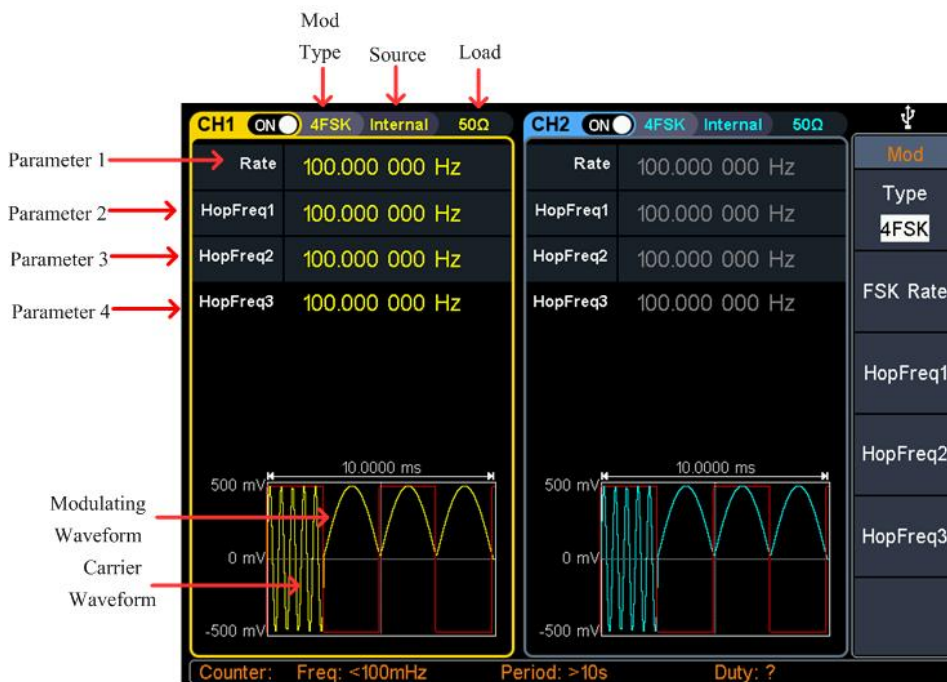 Mod
Type
Source
Load
CH1 ON 4FSK Internal 50Ω
CH2 ON 4FSK Internal 50Ω
Parameter 1
Rate 100.000 000 Hz
Parameter 2
HopFreq1 100.000 000 Hz
Parameter 3
HopFreq2 100.000 000 Hz
Parameter 4
HopFreq3 100.000 000 Hz
Rate 100.000 000 Hz
HopFreq1 100.000 000 Hz
HopFreq2 100.000 000 Hz
HopFreq3 100.000 000 Hz
Mod
Type
4FSK
FSK Rate
HopFreq1
HopFreq2
HopFreq3
Modulating
Waveform
Carrier
Waveform
10.0000 ms
500 mV
0 mV
-500 mV
10.0000 ms
500 mV
0 mV
-500 mV
Counter: Freq: <100mHz Period: >10s Duty: ?